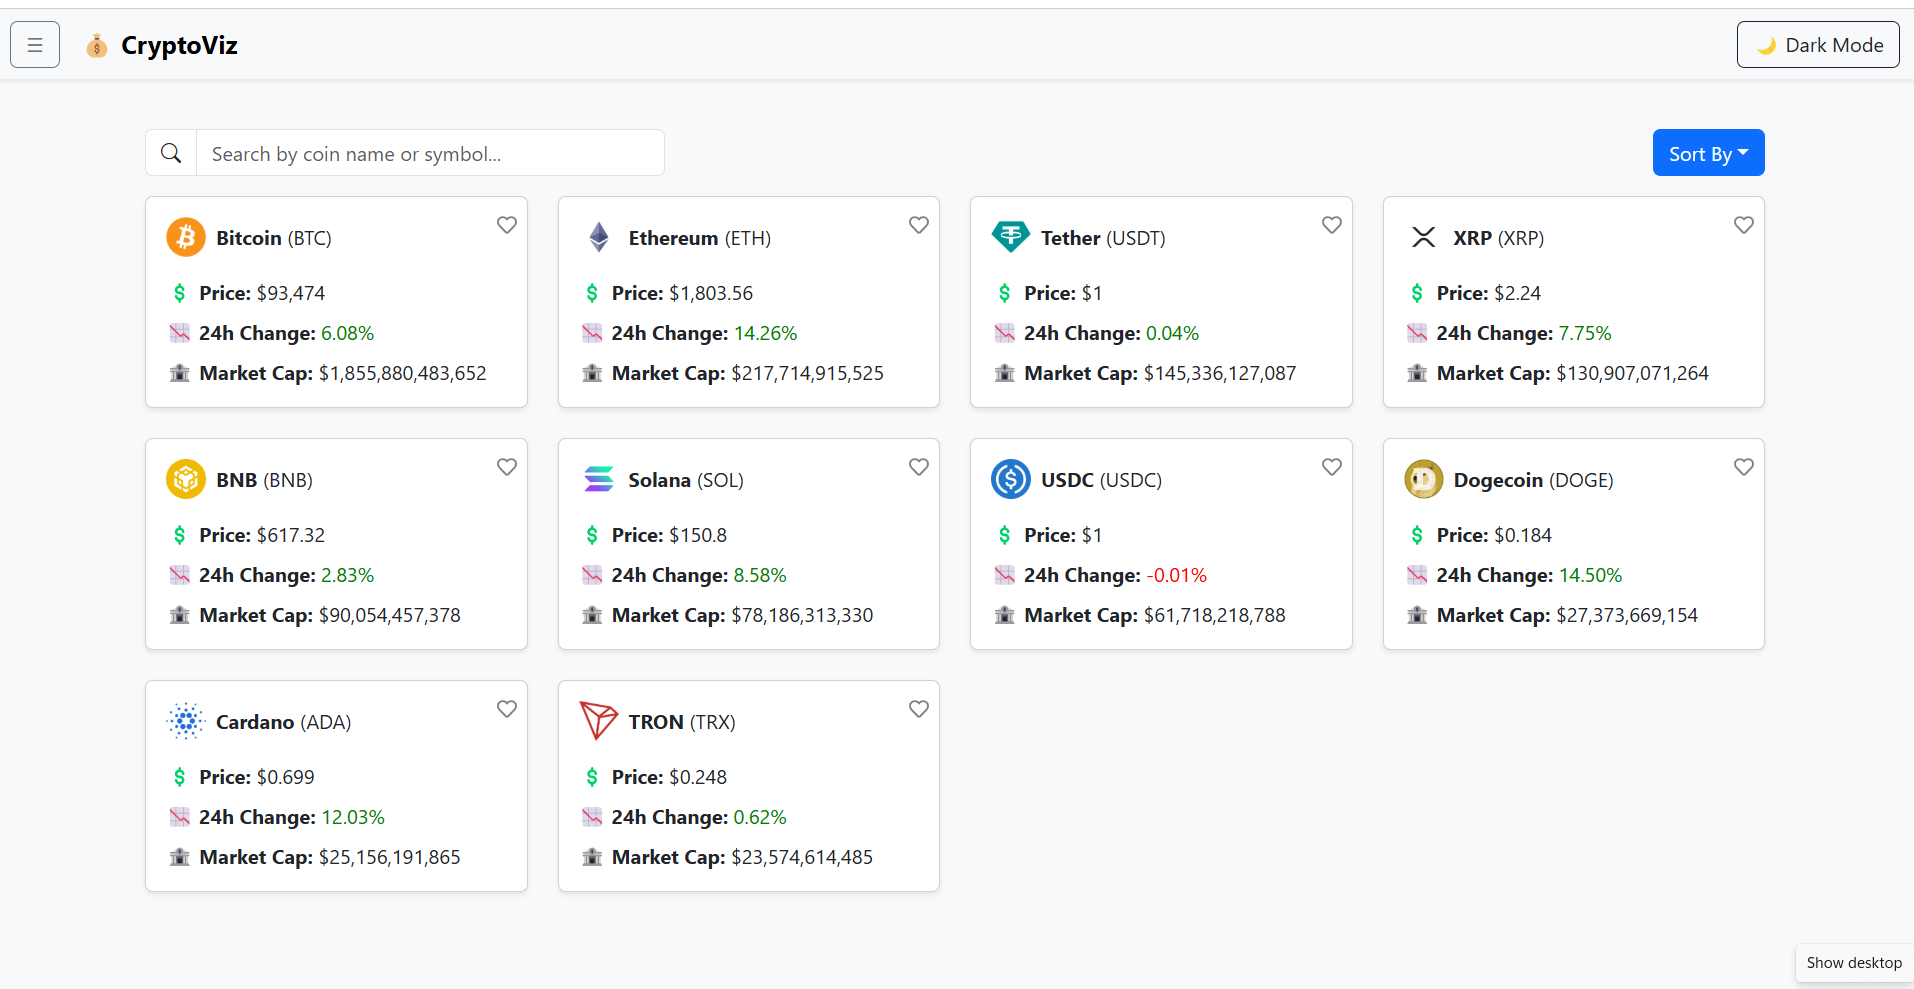 ☰ 💰 CryptoViz 🌙 Dark Mode
Search by coin name or symbol... Sort By
Bitcoin (BTC)
Price: $93,474
24h Change: 6.08%
Market Cap: $1,855,880,483,652
Ethereum (ETH)
Price: $1,803.56
24h Change: 14.26%
Market Cap: $217,714,915,525
Tether (USDT)
Price: $1
24h Change: 0.04%
Market Cap: $145,336,127,087
XRP (XRP)
Price: $2.24
24h Change: 7.75%
Market Cap: $130,907,071,264
BNB (BNB)
Price: $617.32
24h Change: 2.83%
Market Cap: $90,054,457,378
Solana (SOL)
Price: $150.8
24h Change: 8.58%
Market Cap: $78,186,313,330
USDC (USDC)
Price: $1
24h Change: -0.01%
Market Cap: $61,718,218,788
Dogecoin (DOGE)
Price: $0.184
24h Change: 14.50%
Market Cap: $27,373,669,154
Cardano (ADA)
Price: $0.699
24h Change: 12.03%
Market Cap: $25,156,191,865
TRON (TRX)
Price: $0.248
24h Change: 0.62%
Market Cap: $23,574,614,485
Show desktop